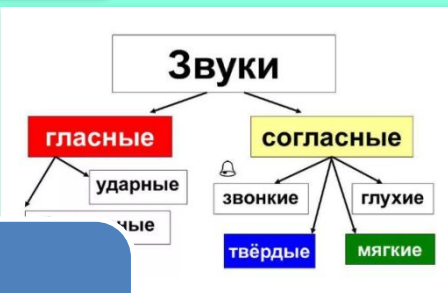 Звуки
гласные
согласные
ударные
звонкие
глухие
твёрдые
мягкие